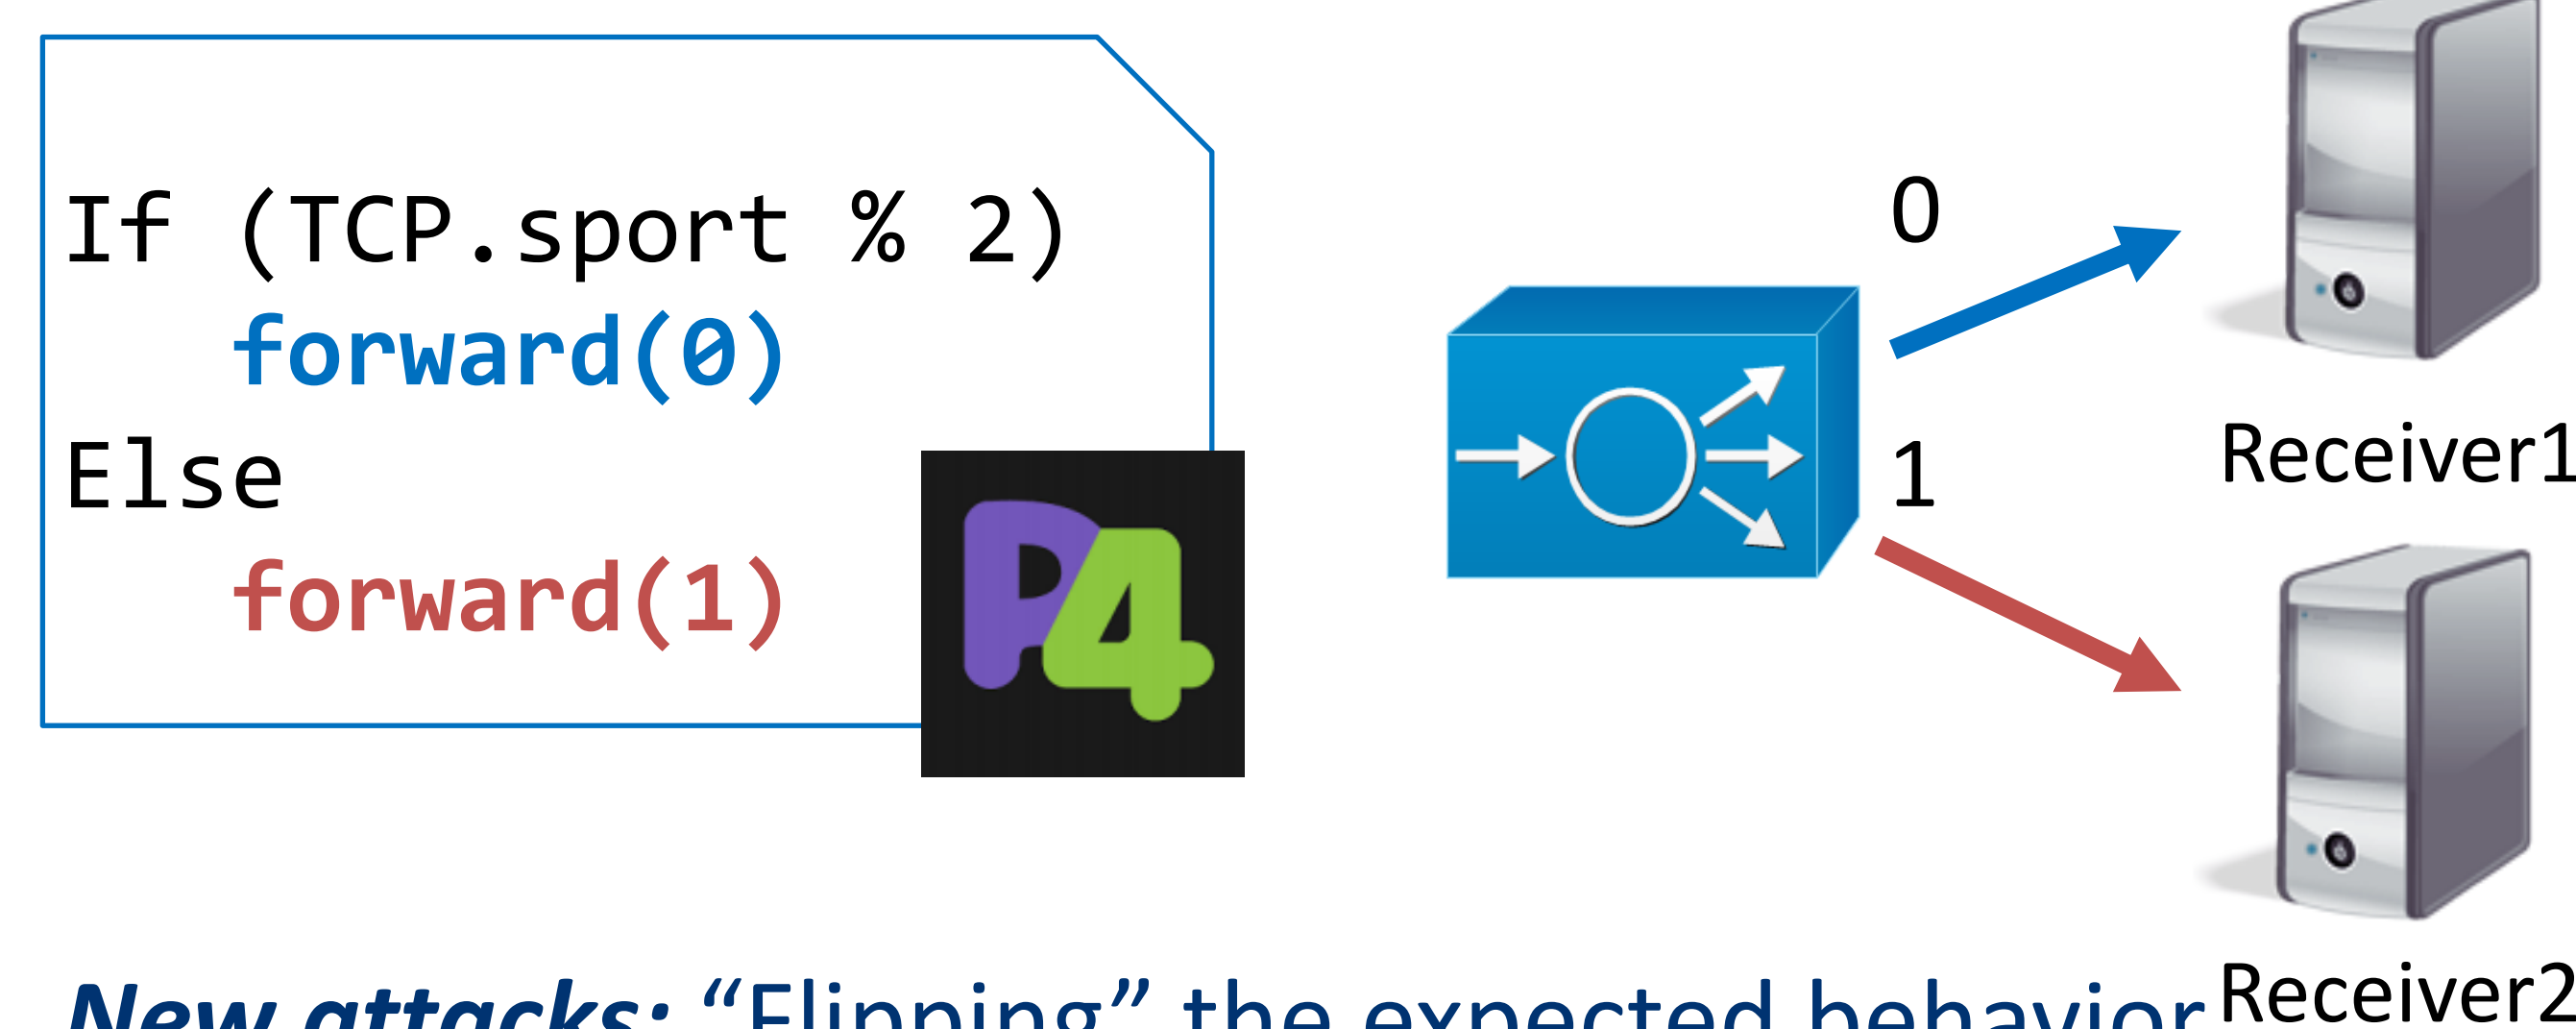 If (TCP.sport % 2)
forward(0)
Else
forward(1)
P4
0
1
Receiver1
Receiver2
New attacks: “Flipping” the expected behavior